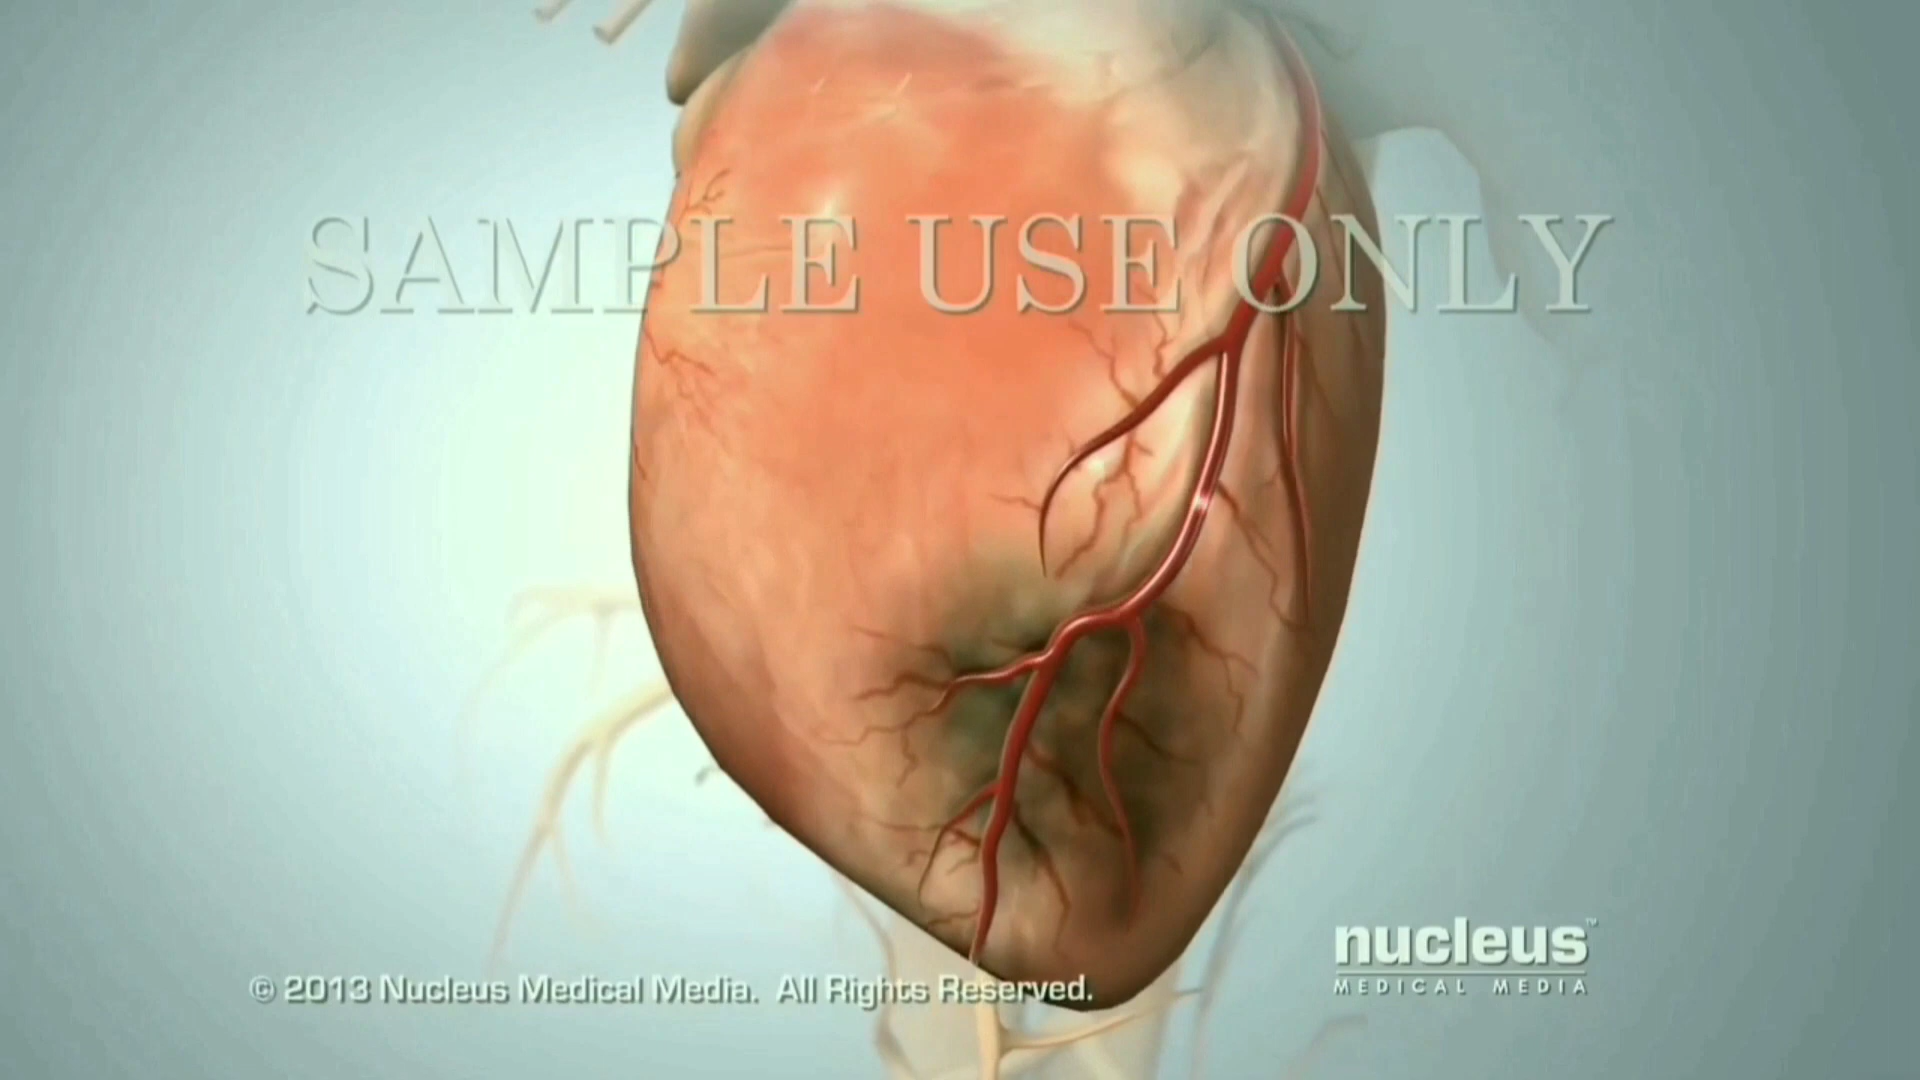 SAMPLE USE ONLY
nucleus™
MEDICAL MEDIA
© 2013 Nucleus Medical Media. All Rights Reserved.